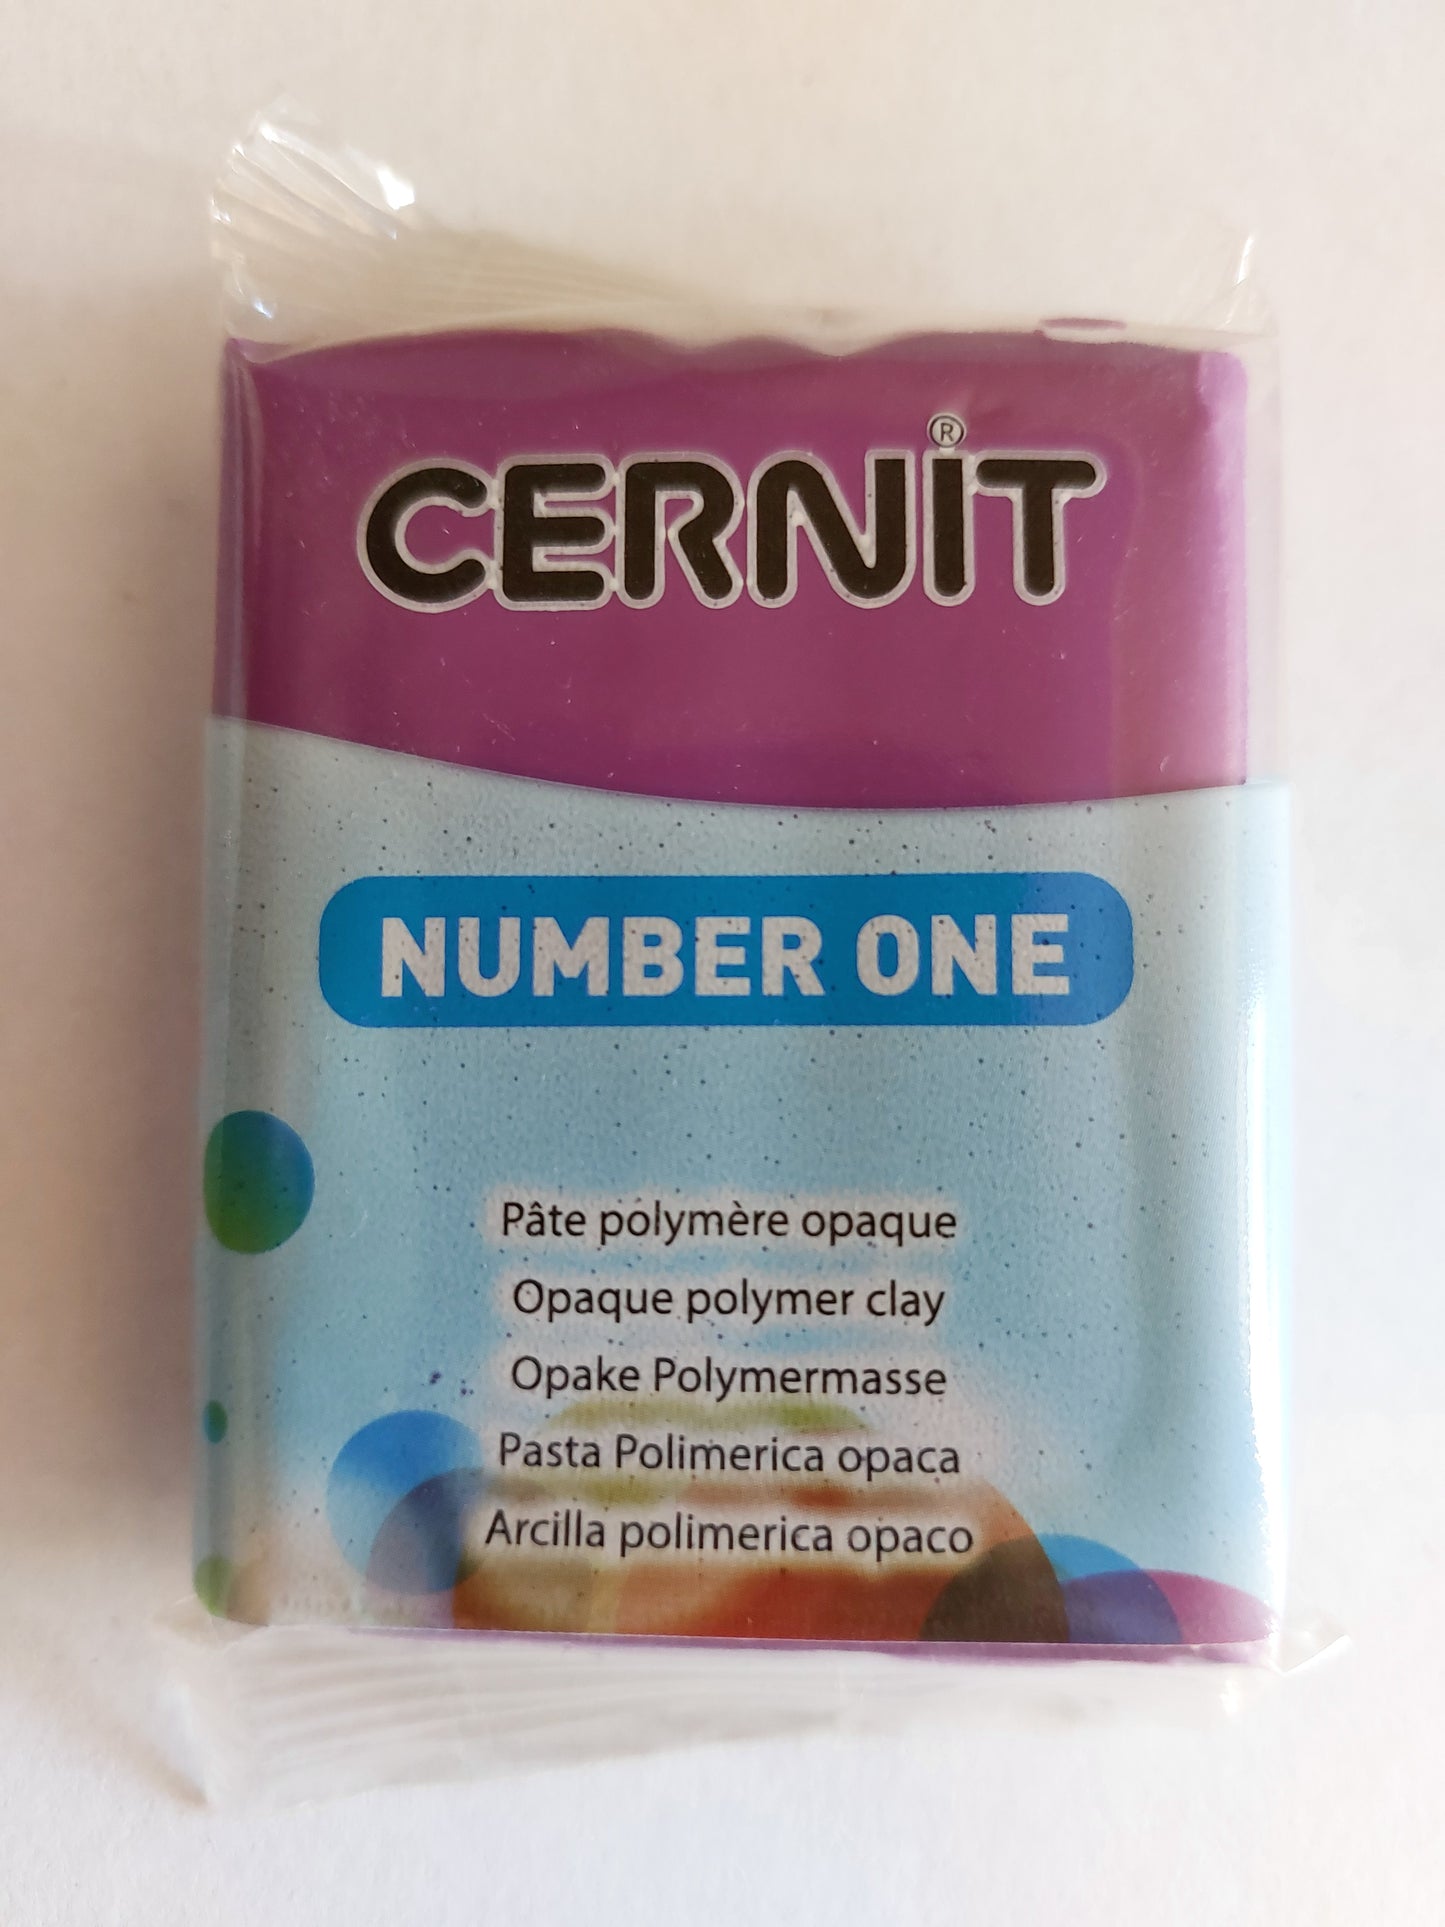 CERNiT®
NUMBER ONE
Pâte polymère opaque
Opaque polymer clay
Opake Polymermasse
Pasta Polimerica opaca
Arcilla polimerica opaco